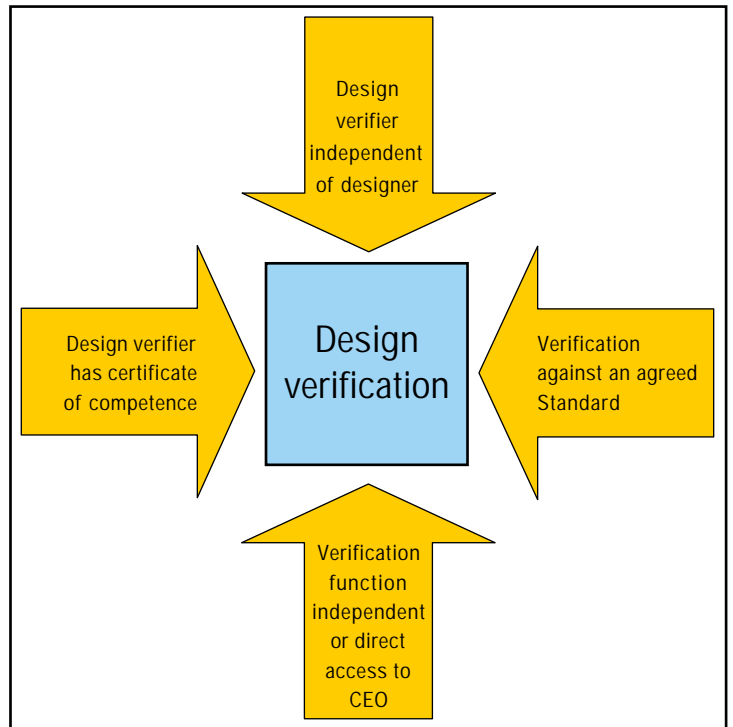 Design
verifier
independent
of designer
Design verifier
has certificate
of competence
Design
verification
Verification
against an agreed
Standard
Verification
function
independent
or direct
access to
CEO